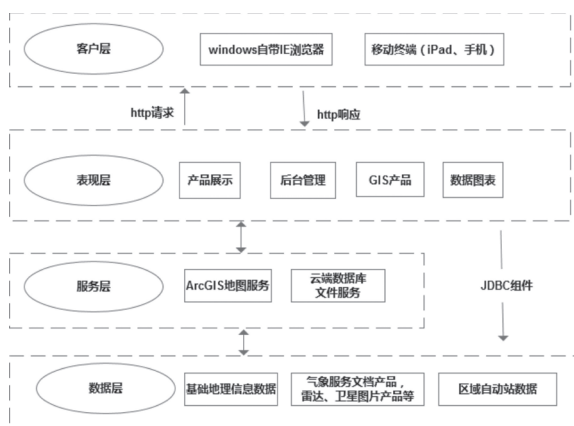 客户层
windows自带IE浏览器
移动终端（iPad、手机）
http请求
http响应
表现层
产品展示
后台管理
GIS产品
数据图表
服务层
ArcGIS地图服务
云端数据库
文件服务
JDBC组件
数据层
基础地理信息数据
气象服务文档产品，
雷达、卫星图片产品等
区域自动站数据